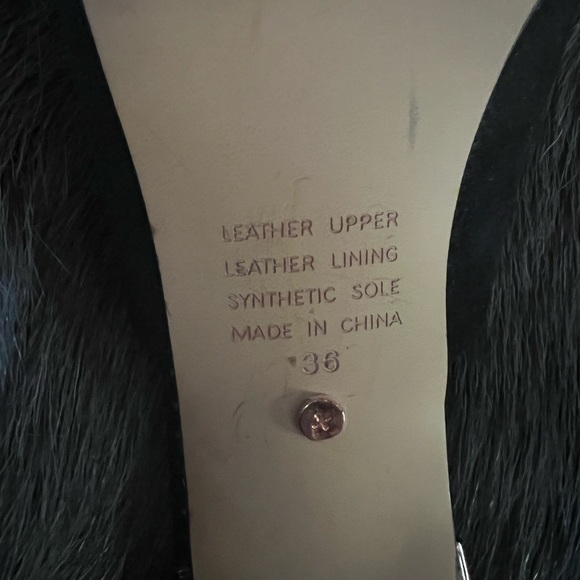 LEATHER UPPER
LEATHER LINING
SYNTHETIC SOLE
MADE IN CHINA
36